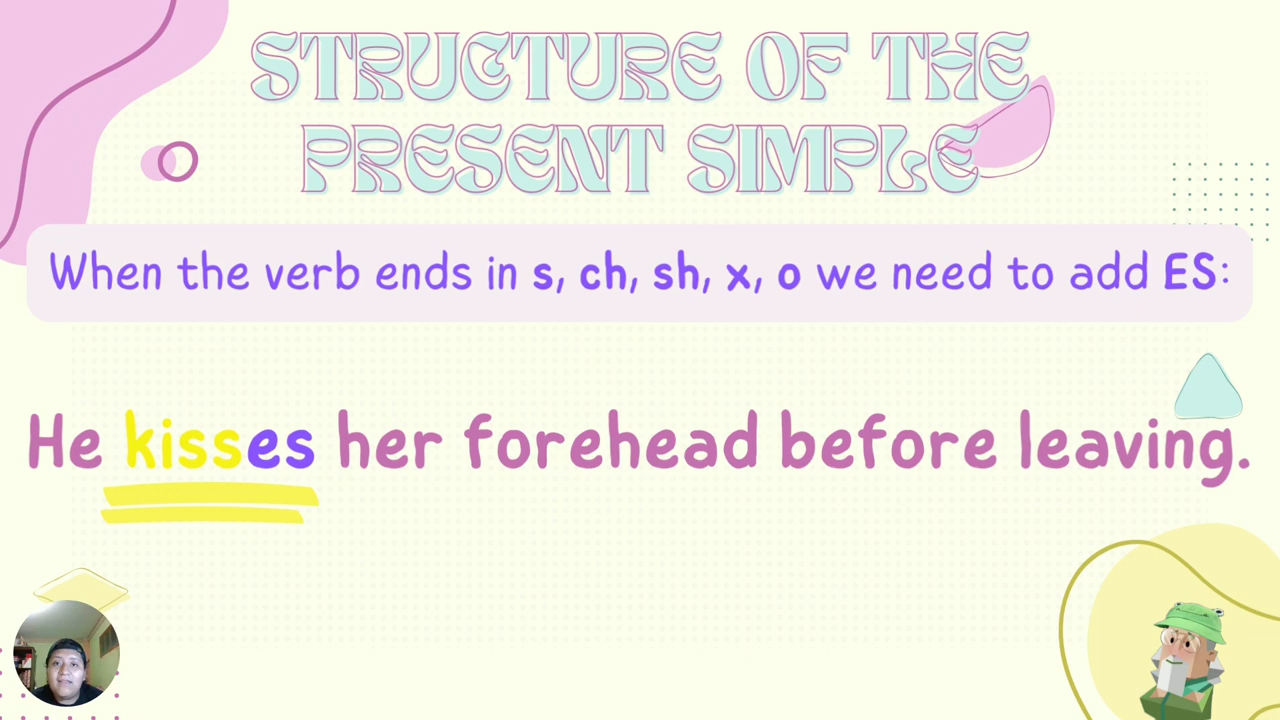 STRUCTURE OF THE
PRESENT SIMPLE
When the verb ends in s, ch, sh, x, o we need to add ES:
He kisses her forehead before leaving.